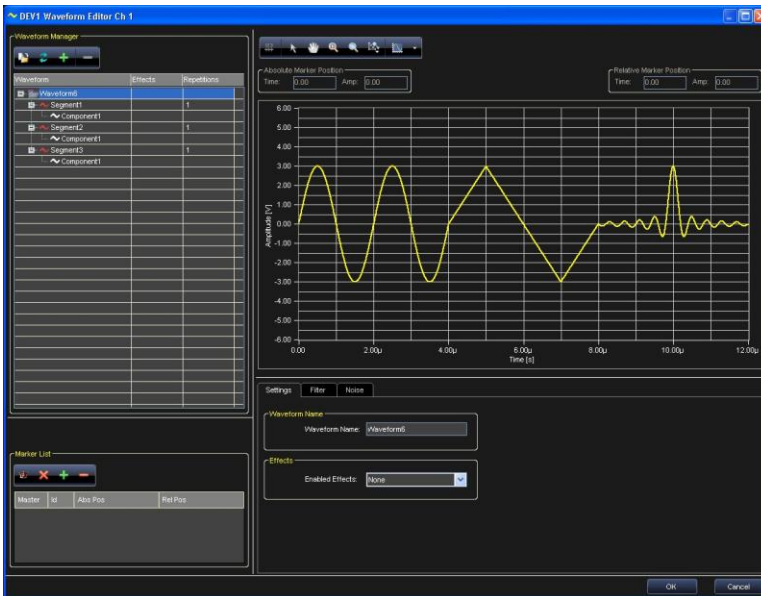 DEV1 Waveform Editor Ch 1
Waveform Manager
Waveform Effects Repetitions
Waveform6
Segment1 1
Component1
Segment2 1
Component1
Segment3 1
Component1
Marker List
Master Id Abs Pos Rel Pos
Absolute Marker Position
Time: 0.00 Amp: 0.00
Relative Marker Position
Time: 0.00 Amp: 0.00
Amplitude [V]
6.00
5.00
4.00
3.00
2.00
1.00
0.00
-1.00
-2.00
-3.00
-4.00
-5.00
-6.00
0.00 2.00µ 4.00µ 6.00µ 8.00µ 10.00µ 12.00µ
Time [s]
Settings Filter Noise
Waveform Name
Waveform Name: Waveform6
Effects
Enabled Effects: None
OK Cancel